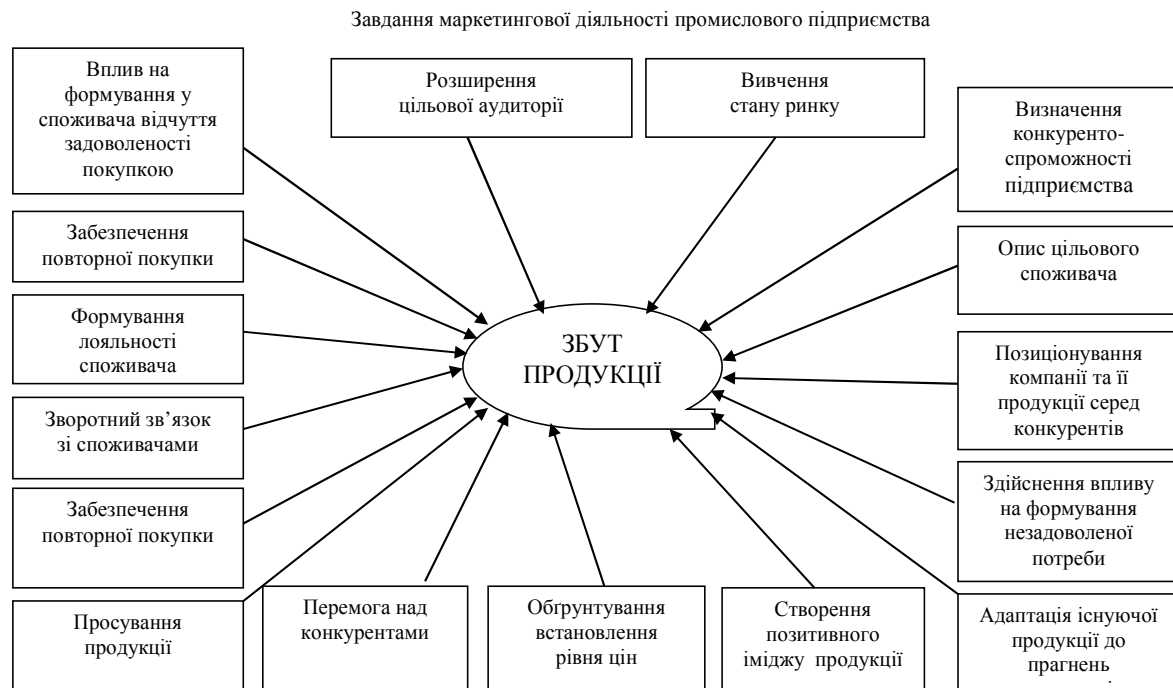 Завдання маркетингової діяльності промислового підприємства
Вплив на
формування у
споживача відчуття
задоволеності
покупкою
Розширення
цільової аудиторії
Вивчення
стану ринку
Визначення
конкуренто-
спроможності
підприємства
Забезпечення
повторної покупки
Опис цільового
споживача
Формування
лояльності
споживача
ЗБУТ
ПРОДУКЦІЇ
Позиціонування
компанії та її
продукції серед
конкурентів
Зворотний зв’язок
зі споживачами
Здійснення впливу
на формування
незадоволеної
потреби
Забезпечення
повторної покупки
Просування
продукції
Перемога над
конкурентами
Обґрунтування
встановлення
рівня цін
Створення
позитивного
іміджу продукції
Адаптація існуючої
продукції до
прагнень